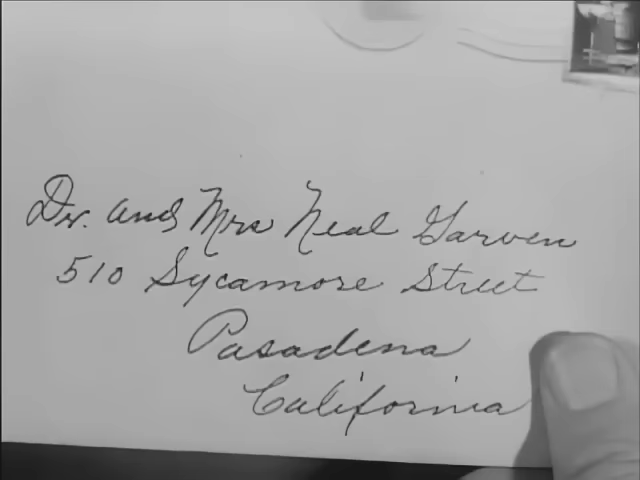 Dr. and Mrs Neal Garven
510 Sycamore Street
Pasadena
California